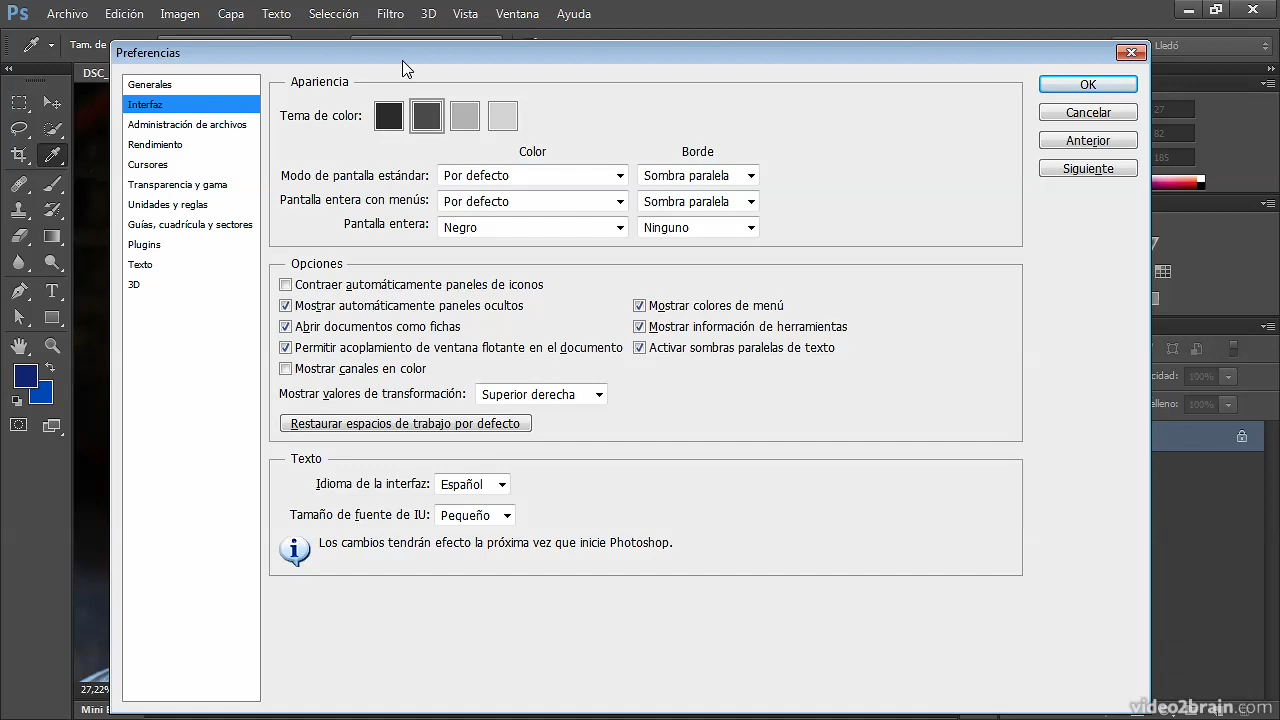 Ps Archivo Edición Imagen Capa Texto Selección Filtro 3D Vista Ventana Ayuda
Tam. de
Lledó
Preferencias
DSC_
Generales
Interfaz
Administración de archivos
Rendimiento
Cursores
Transparencia y gama
Unidades y reglas
Guías, cuadrícula y sectores
Plugins
Texto
3D
Apariencia
Tema de color:
Color Borde
Modo de pantalla estándar: Por defecto Sombra paralela
Pantalla entera con menús: Por defecto Sombra paralela
Pantalla entera: Negro Ninguno
Opciones
Contraer automáticamente paneles de iconos
Mostrar automáticamente paneles ocultos Mostrar colores de menú
Abrir documentos como fichas Mostrar información de herramientas
Permitir acoplamiento de ventana flotante en el documento Activar sombras paralelas de texto
Mostrar canales en color
Mostrar valores de transformación: Superior derecha
Restaurar espacios de trabajo por defecto
Texto
Idioma de la interfaz: Español
Tamaño de fuente de IU: Pequeño
Los cambios tendrán efecto la próxima vez que inicie Photoshop.
OK
Cancelar
Anterior
Siguiente
27
82
165
cidad: 100%
lleno: 100%
27,22%
Mini B
video2brain.com